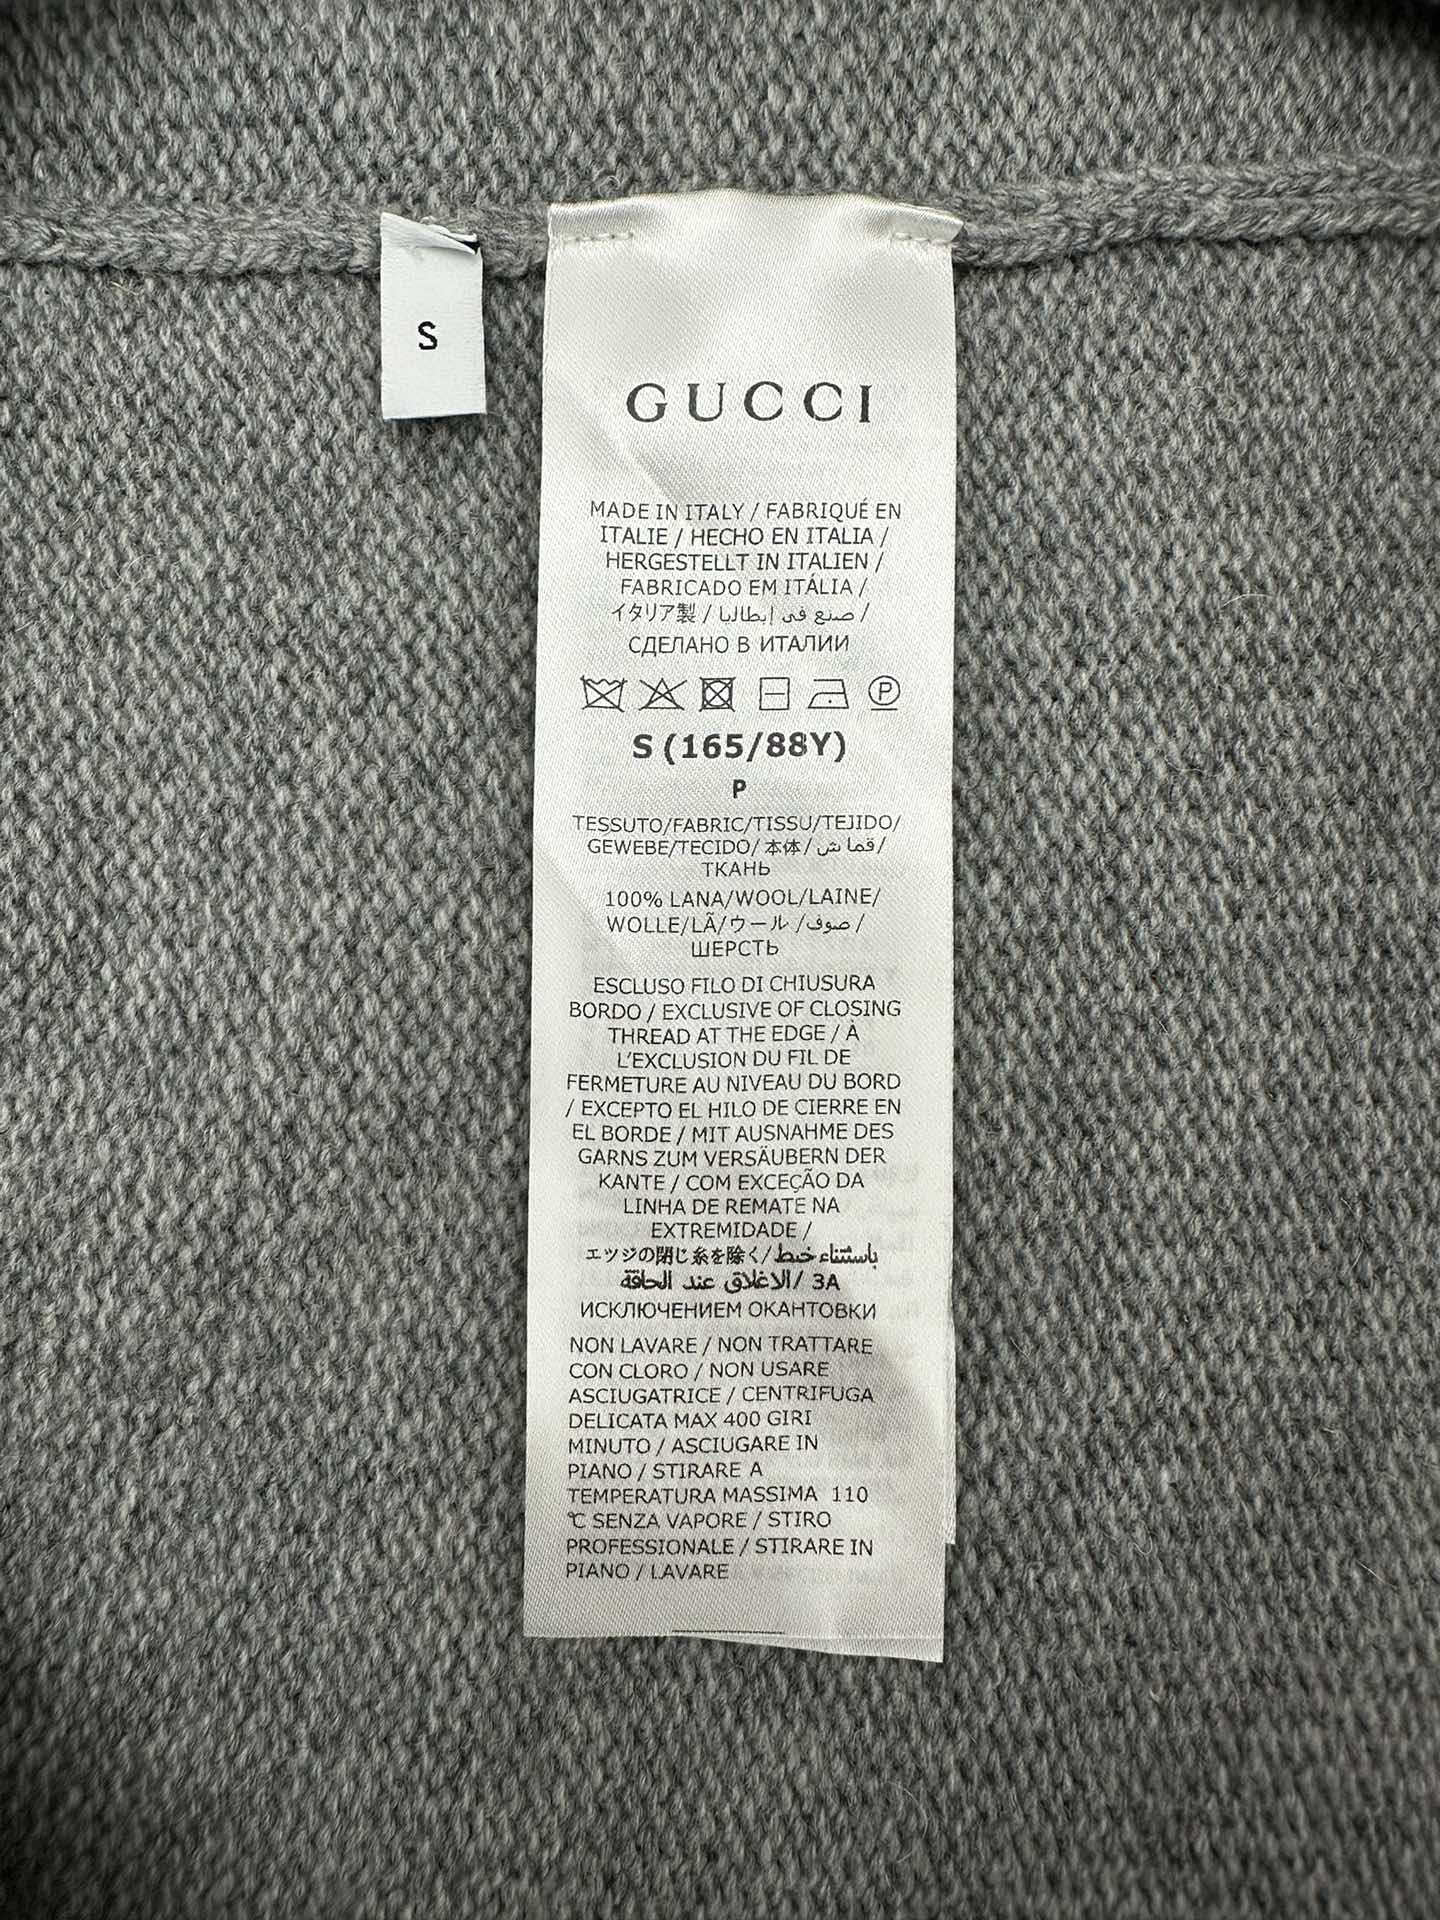 S
GUCCI
MADE IN ITALY / FABRIQUÉ EN
ITALIE / HECHO EN ITALIA /
HERGESTELLT IN ITALIEN /
FABRICADO EM ITÁLIA /
イタリア製 / صنع في إيطاليا /
СДЕЛАНО В ИТАЛИИ
P
S (165/88Y)
P
TESSUTO/FABRIC/TISSU/TEJIDO/
GEWEBE/TECIDO/ 本体 / قماش /
ТКАНЬ
100% LANA/WOOL/LAINE/
WOLLE/LÃ/ウール /صوف /
ШЕРСТЬ
ESCLUSO FILO DI CHIUSURA
BORDO / EXCLUSIVE OF CLOSING
THREAD AT THE EDGE / À
L'EXCLUSION DU FIL DE
FERMETURE AU NIVEAU DU BORD
/ EXCEPTO EL HILO DE CIERRE EN
EL BORDE / MIT AUSNAHME DES
GARNS ZUM VERSÄUBERN DER
KANTE / COM EXCEÇÃO DA
LINHA DE REMATE NA
EXTREMIDADE /
エッジの閉じ糸を除く/ باستثناء خيط
الاغلاق عند الحافة / ЗА
ИСКЛЮЧЕНИЕМ ОКАНТОВКИ
NON LAVARE / NON TRATTARE
CON CLORO / NON USARE
ASCIUGATRICE / CENTRIFUGA
DELICATA MAX 400 GIRI
MINUTO / ASCIUGARE IN
PIANO / STIRARE A
TEMPERATURA MASSIMA 110
℃ SENZA VAPORE / STIRO
PROFESSIONALE / STIRARE IN
PIANO / LAVARE